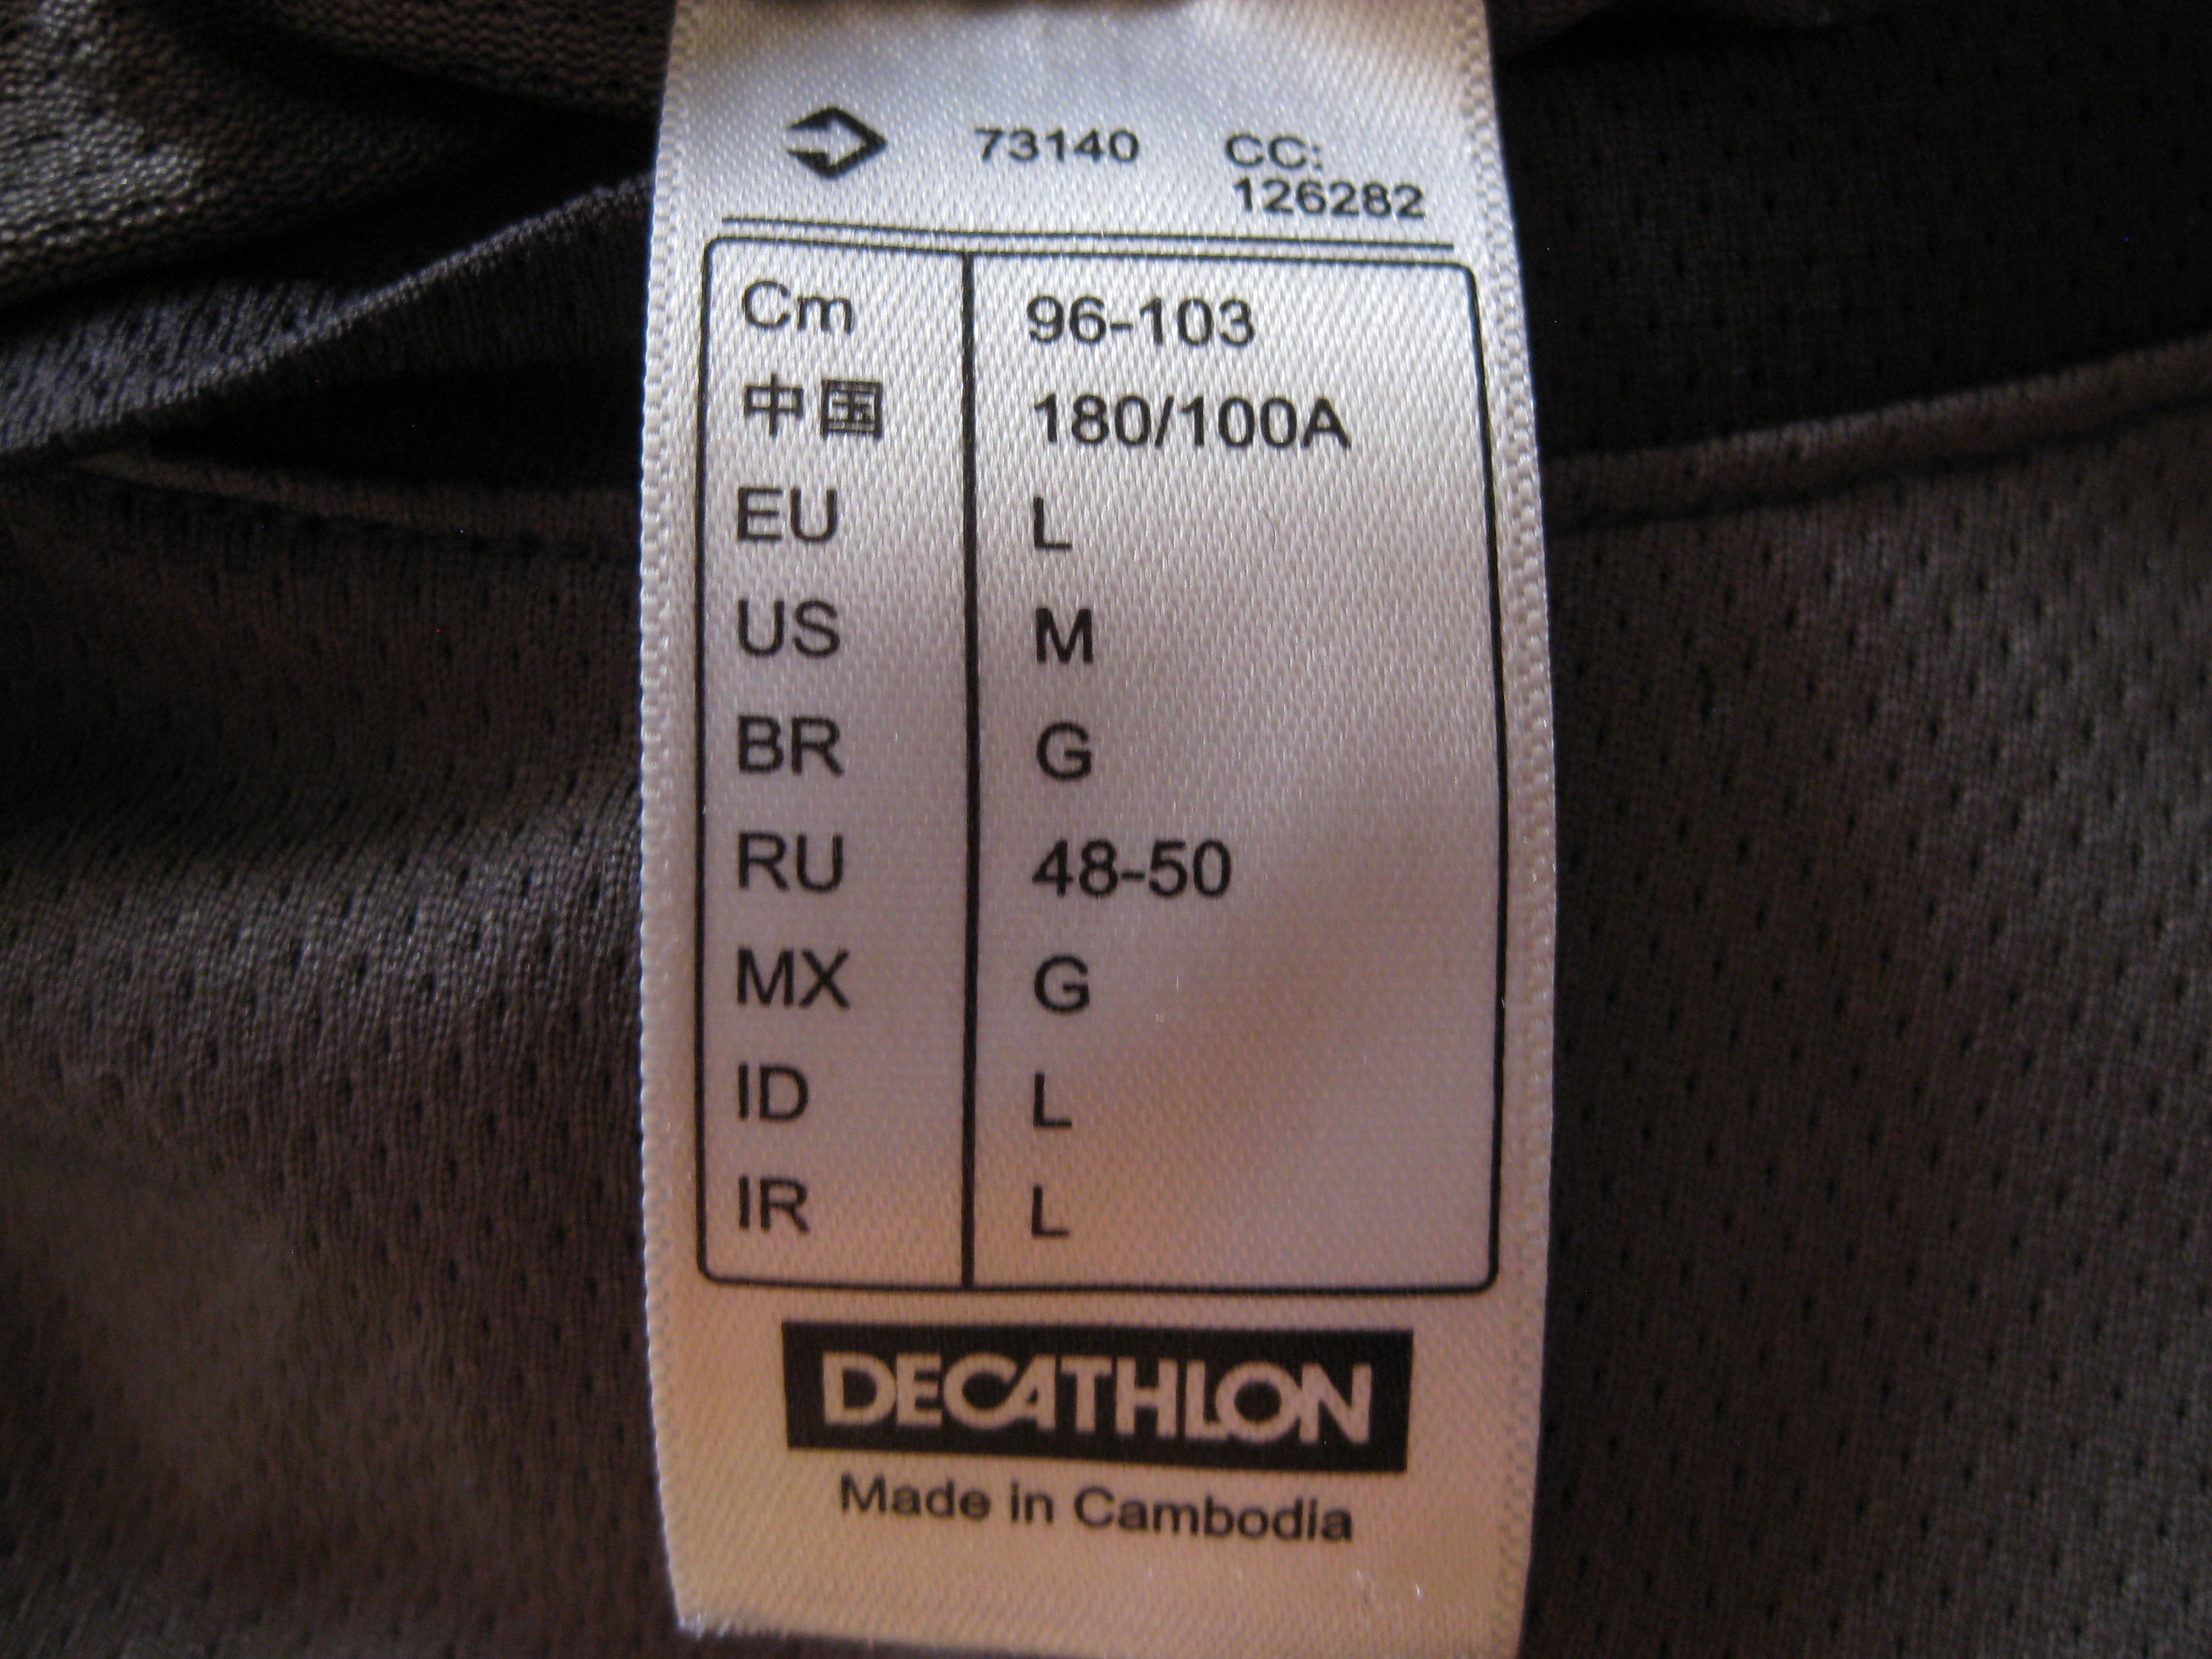 73140 CC:
126282
Cm 96-103
中国 180/100A
EU L
US M
BR G
RU 48-50
MX G
ID L
IR L
DECATHLON
Made in Cambodia